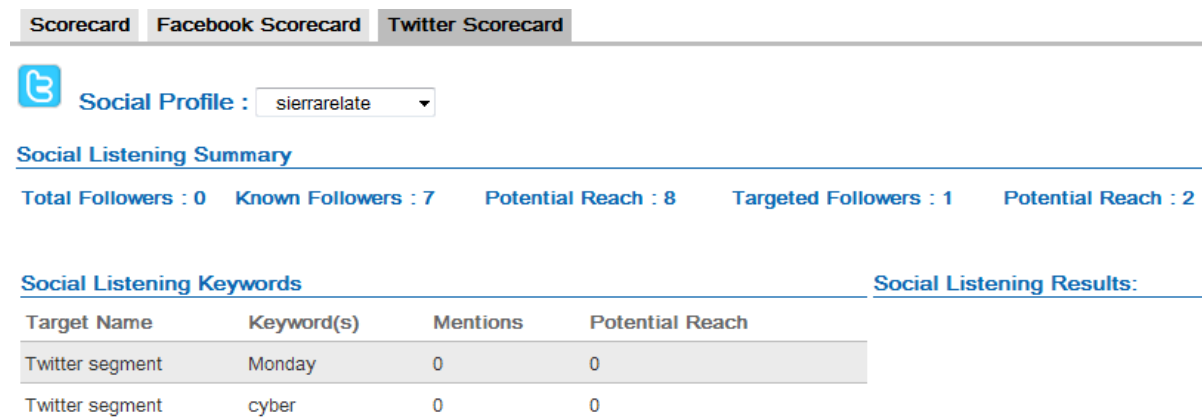 Scorecard Facebook Scorecard Twitter Scorecard
Social Profile : sierrarelate
Social Listening Summary
Total Followers : 0 Known Followers : 7 Potential Reach : 8 Targeted Followers : 1 Potential Reach : 2
Social Listening Keywords Social Listening Results:
Target Name Keyword(s) Mentions Potential Reach
Twitter segment Monday 0 0
Twitter segment cyber 0 0